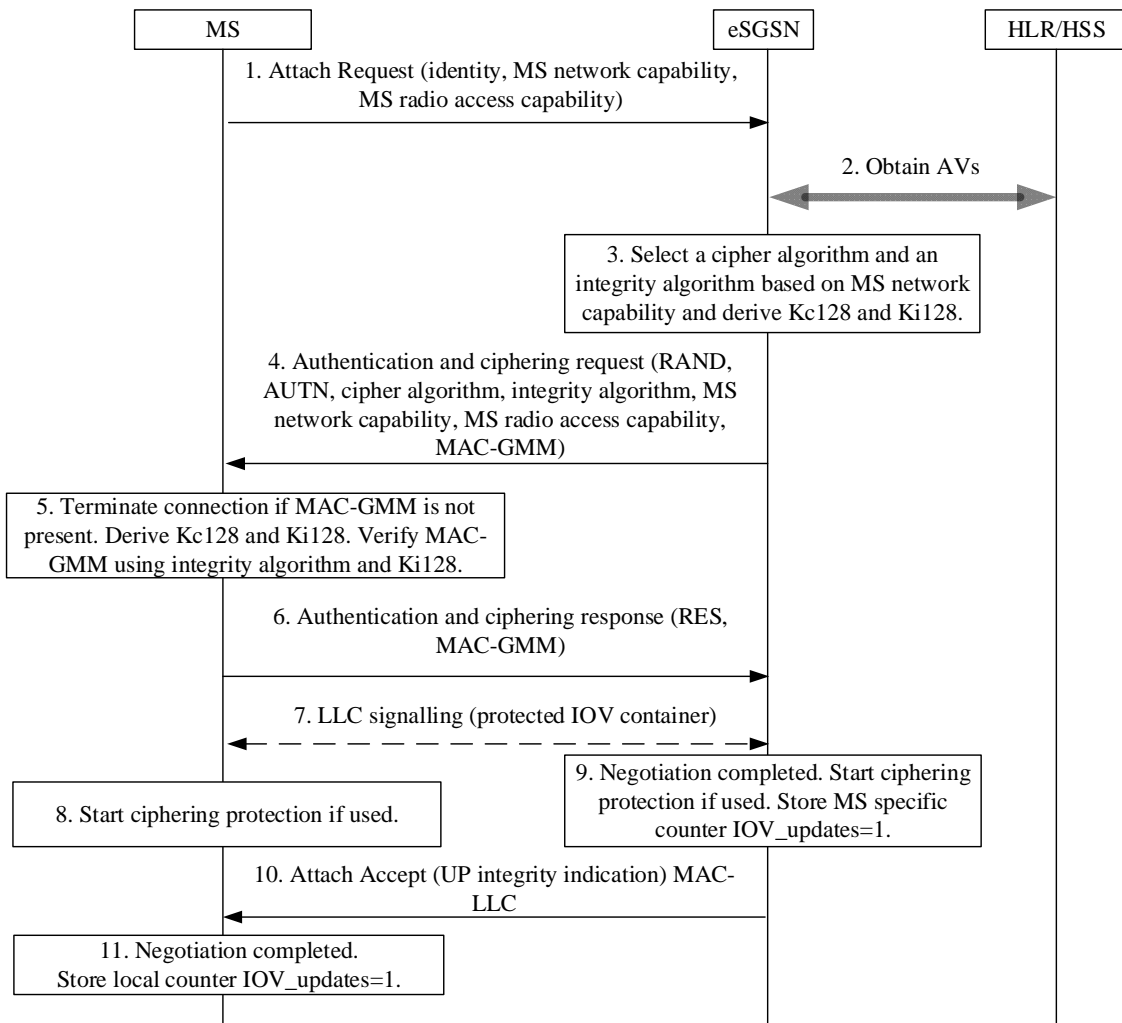 MS
eSGSN
HLR/HSS
1. Attach Request (identity, MS network capability,
MS radio access capability)
2. Obtain AVs
3. Select a cipher algorithm and an
integrity algorithm based on MS network
capability and derive Kc128 and Ki128.
4. Authentication and ciphering request (RAND,
AUTN, cipher algorithm, integrity algorithm, MS
network capability, MS radio access capability,
MAC-GMM)
5. Terminate connection if MAC-GMM is not
present. Derive Kc128 and Ki128. Verify MAC-
GMM using integrity algorithm and Ki128.
6. Authentication and ciphering response (RES,
MAC-GMM)
7. LLC signalling (protected IOV container)
8. Start ciphering protection if used.
9. Negotiation completed. Start ciphering
protection if used. Store MS specific
counter IOV_updates=1.
10. Attach Accept (UP integrity indication) MAC-
LLC
11. Negotiation completed.
Store local counter IOV_updates=1.